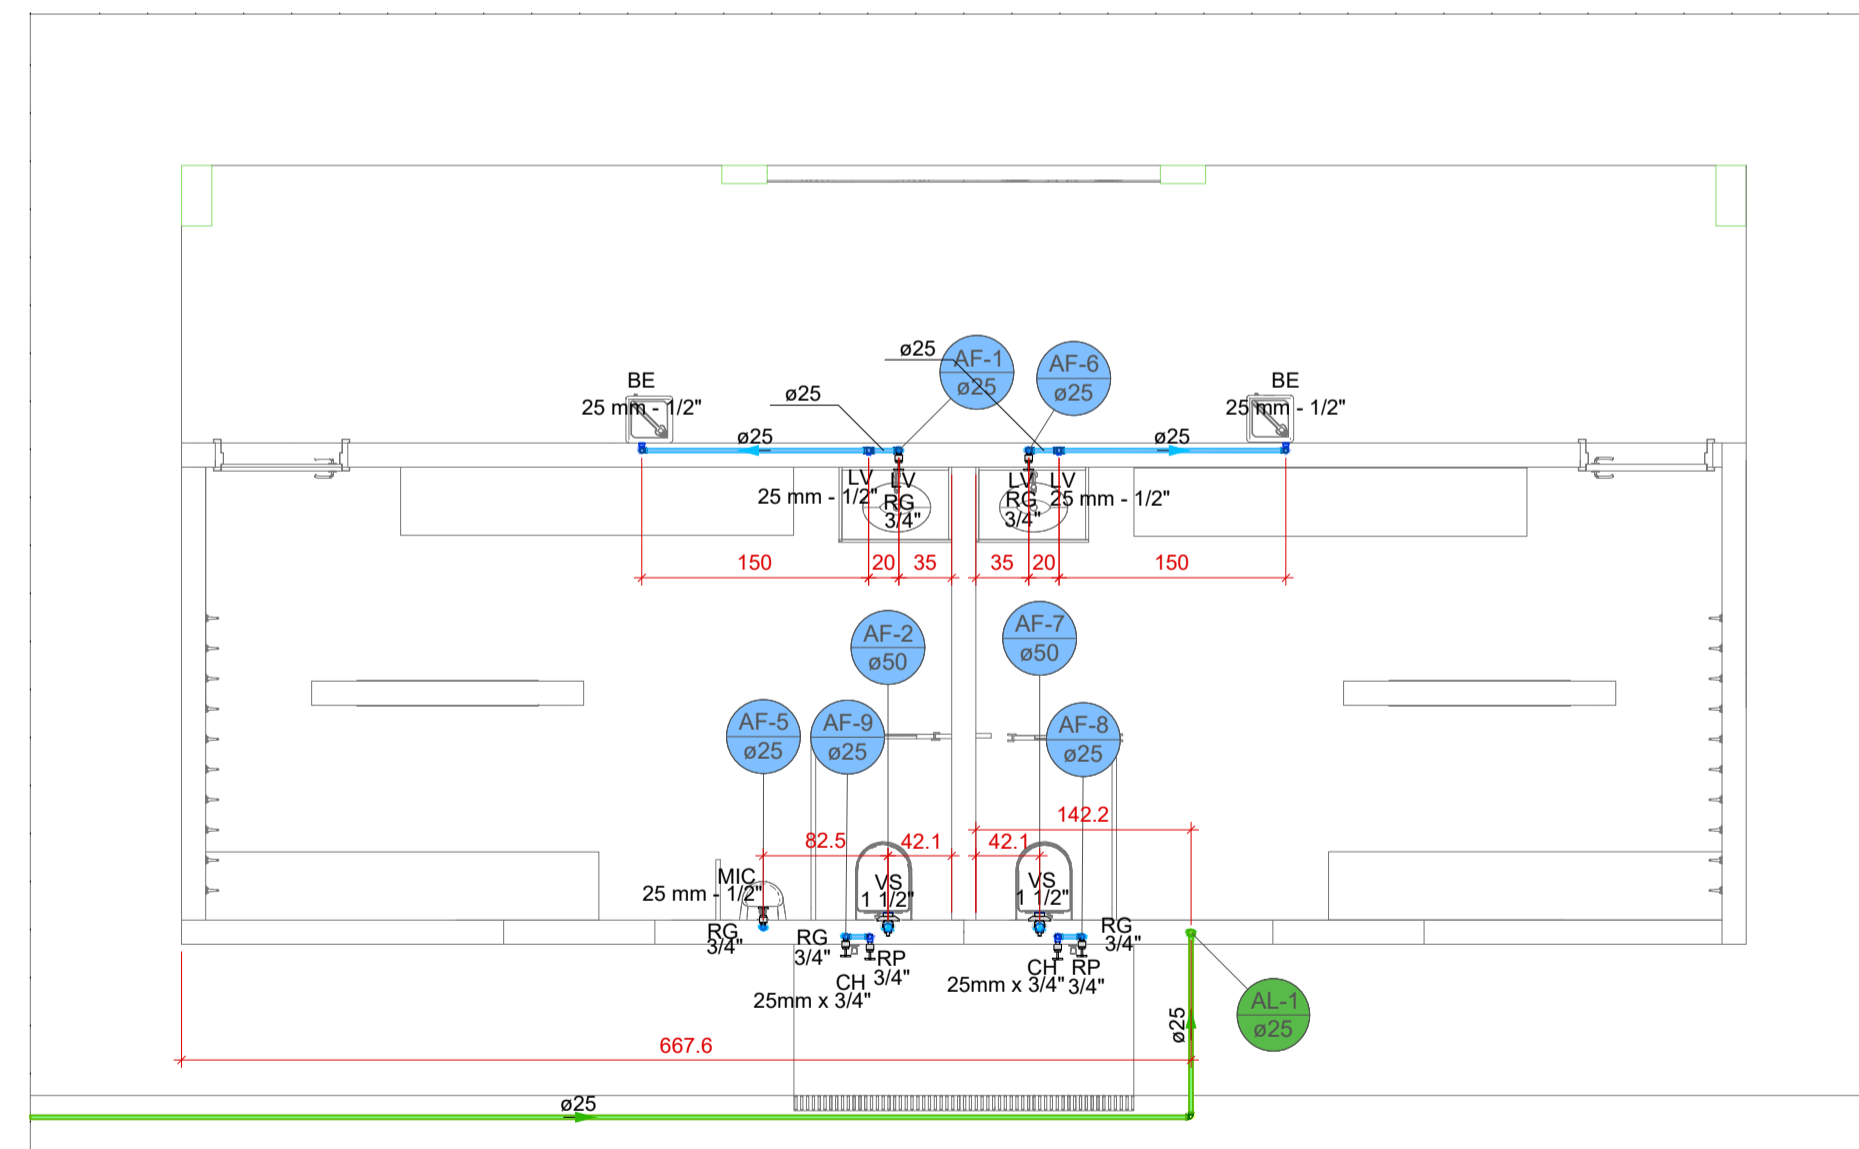 ø25
AF-1
ø25
AF-6
ø25
BE
25 mm - 1/2"
ø25
BE
25 mm - 1/2"
ø25
ø25
LV
25 mm - 1/2"
LV
RG
3/4"
LV
RG
3/4"
LV
25 mm - 1/2"
150
20
35
35
20
150
AF-2
ø50
AF-7
ø50
AF-5
ø25
AF-9
ø25
AF-8
ø25
142.2
82.5
42.1
42.1
MIC
25 mm - 1/2"
VS
1 1/2"
VS
1 1/2"
RG
3/4"
RG
3/4"
RP
3/4"
CH
25mm x 3/4"
CH
25mm x 3/4"
RP
3/4"
RG
3/4"
AL-1
ø25
ø25
667.6
ø25